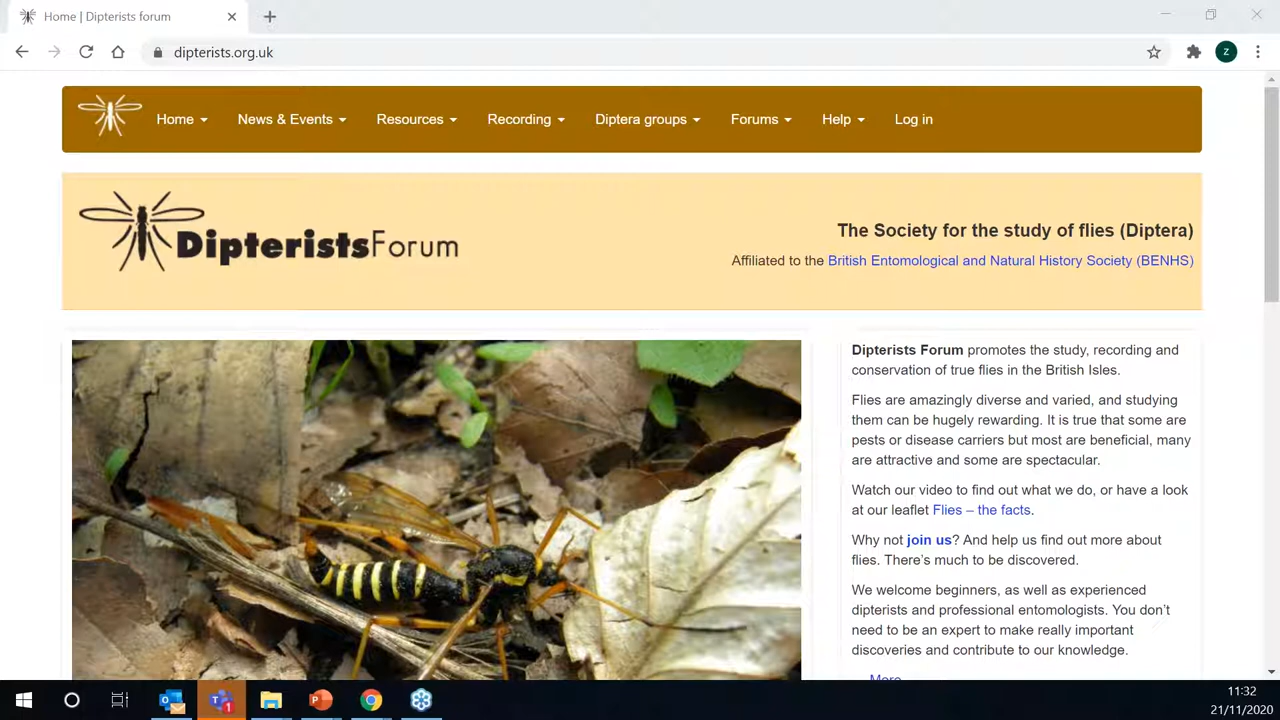 Home | Dipterists forum
dipterists.org.uk
Z
Home News & Events Resources Recording Diptera groups Forums Help Log in
DipteristsForum
The Society for the study of flies (Diptera)
Affiliated to the British Entomological and Natural History Society (BENHS)
Dipterists Forum promotes the study, recording and
conservation of true flies in the British Isles.
Flies are amazingly diverse and varied, and studying
them can be hugely rewarding. It is true that some are
pests or disease carriers but most are beneficial, many
are attractive and some are spectacular.
Watch our video to find out what we do, or have a look
at our leaflet Flies – the facts.
Why not join us? And help us find out more about
flies. There's much to be discovered.
We welcome beginners, as well as experienced
dipterists and professional entomologists. You don't
need to be an expert to make really important
discoveries and contribute to our knowledge.
More
1
11:32
21/11/2020